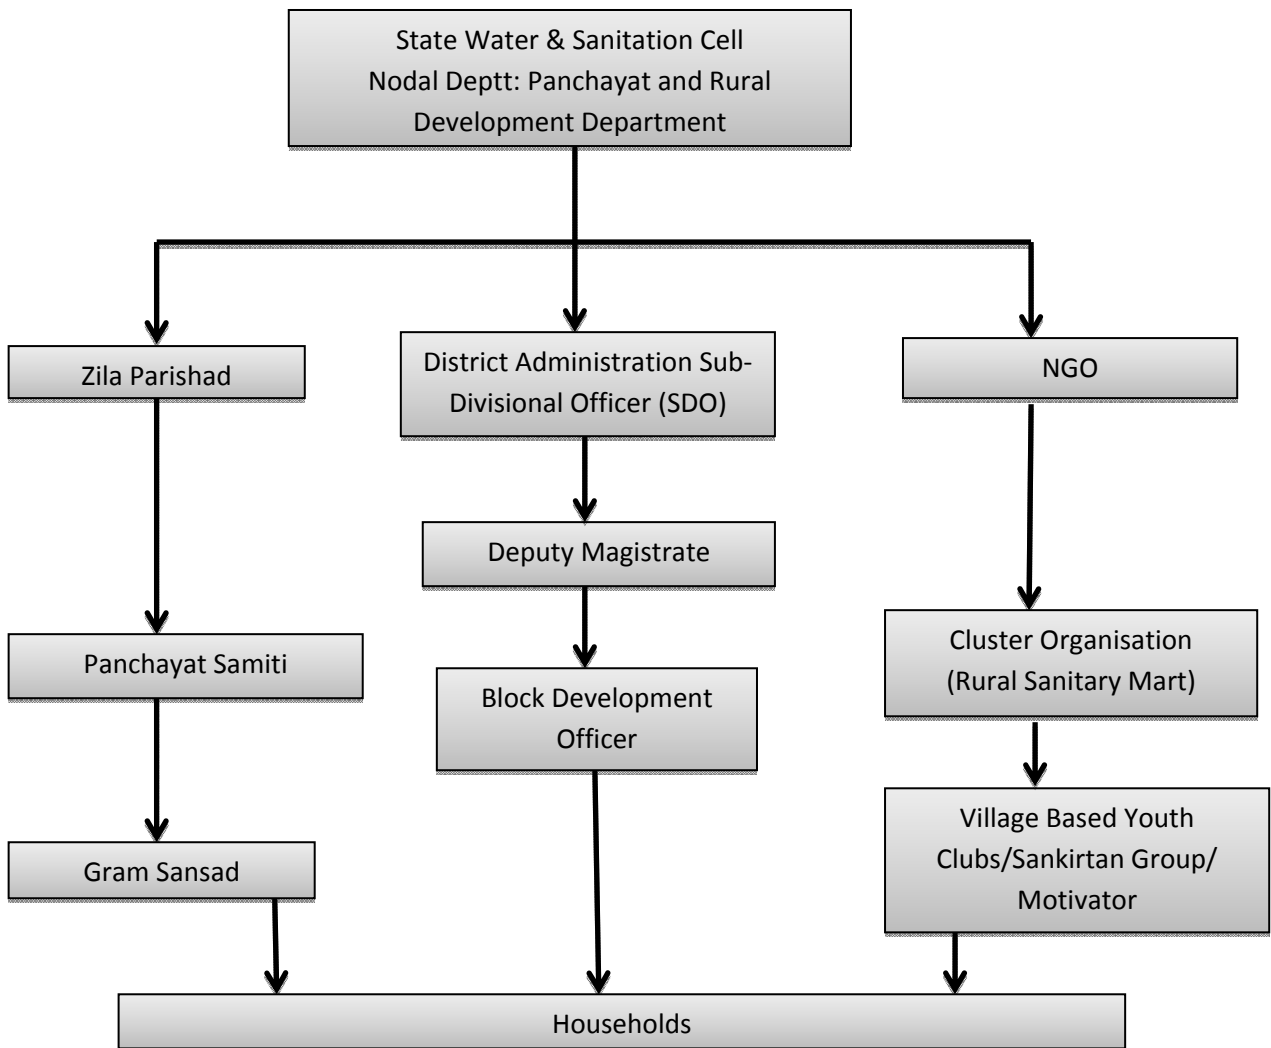 State Water & Sanitation Cell
Nodal Deptt: Panchayat and Rural
Development Department
Zila Parishad
District Administration Sub-
Divisional Officer (SDO)
NGO
Deputy Magistrate
Panchayat Samiti
Block Development
Officer
Cluster Organisation
(Rural Sanitary Mart)
Gram Sansad
Village Based Youth
Clubs/Sankirtan Group/
Motivator
Households